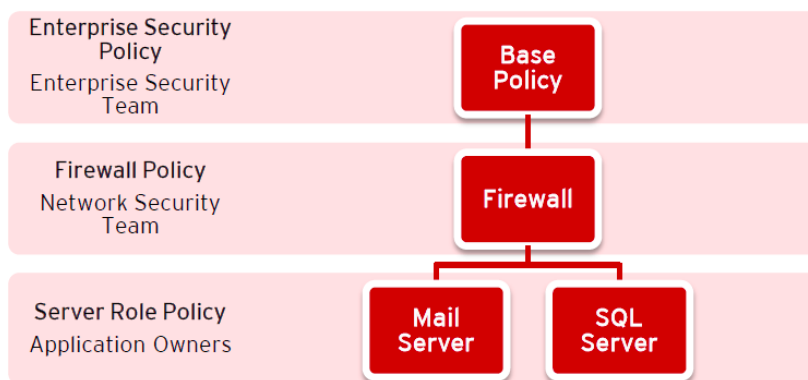 Enterprise Security
Policy
Enterprise Security
Team
Base
Policy
Firewall Policy
Network Security
Team
Firewall
Server Role Policy
Application Owners
Mail
Server
SQL
Server